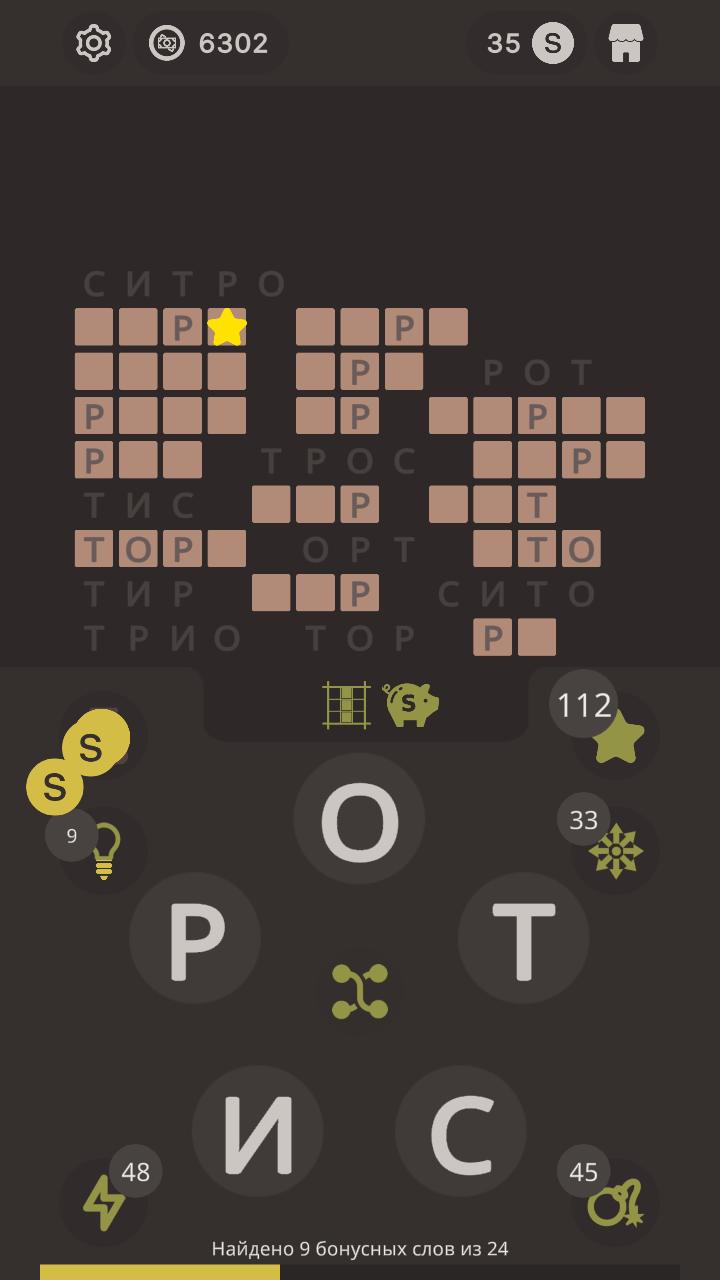 6302 35 S
СИТРО
Р Р
Р РОТ
Р Р Р
Р ТРОС Р
ТИС Р Т
ТОР ОРТ ТО
ТИР Р СИТО
ТРИО ТОР Р
S
112
S
S
9
33
О
Р Т
И С
48
45
Найдено 9 бонусных слов из 24